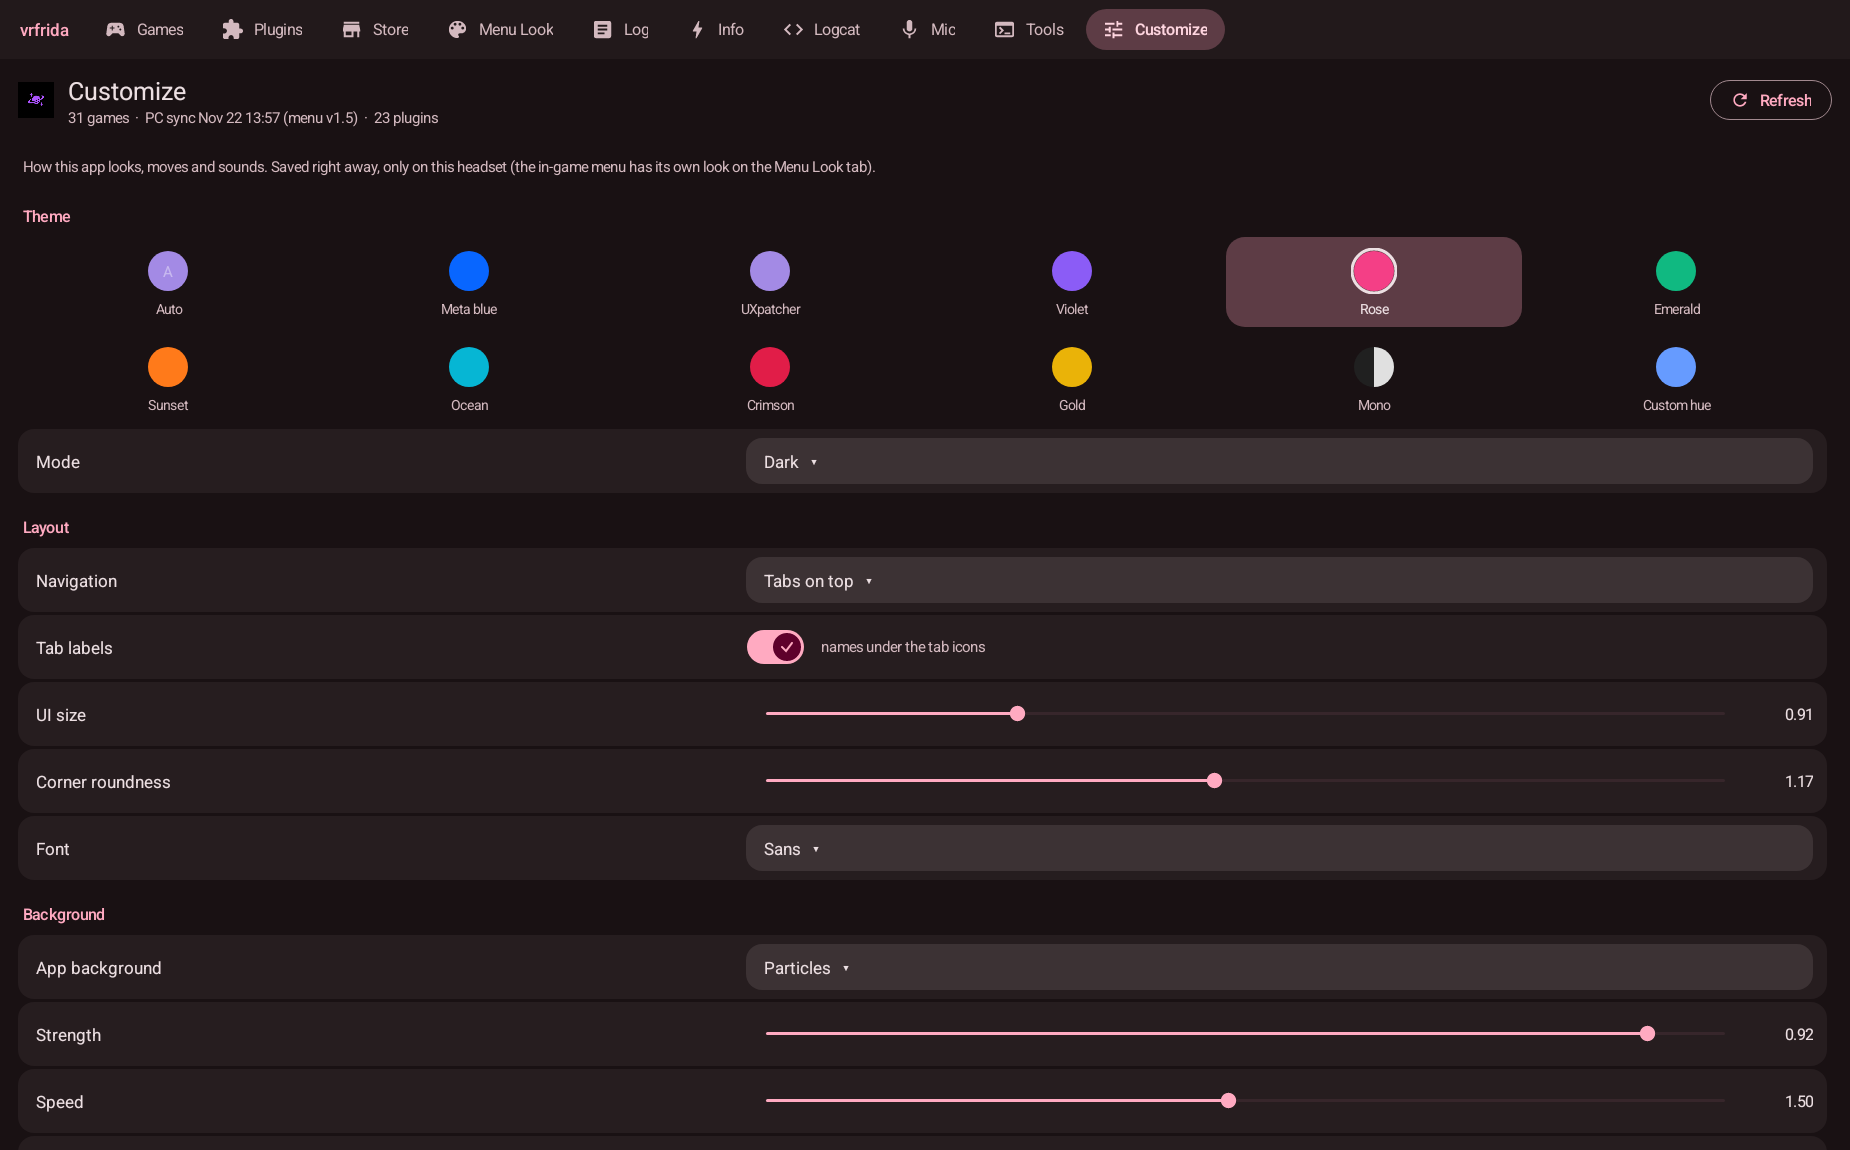 vrfrida Games Plugins Store Menu Look Log Info Logcat Mic Tools Customize
Customize
31 games · PC sync Nov 22 13:57 (menu v1.5) · 23 plugins
Refresh
How this app looks, moves and sounds. Saved right away, only on this headset (the in-game menu has its own look on the Menu Look tab).
Theme
A
Auto Meta blue UXpatcher Violet Rose Emerald
Sunset Ocean Crimson Gold Mono Custom hue
Mode Dark
Layout
Navigation Tabs on top
Tab labels names under the tab icons
UI size 0.91
Corner roundness 1.17
Font Sans
Background
App background Particles
Strength 0.92
Speed 1.50